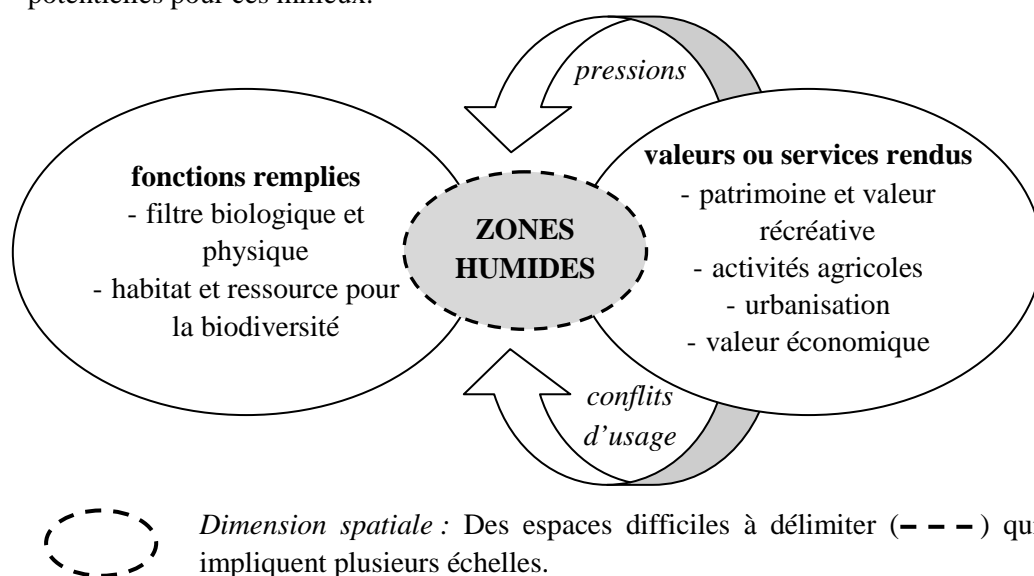 potentielles pour ces milieux.
pressions
fonctions remplies
- filtre biologique et
physique
- habitat et ressource pour
la biodiversité
ZONES
HUMIDES
valeurs ou services rendus
- patrimoine et valeur
récréative
- activités agricoles
- urbanisation
- valeur économique
conflits
d'usage
Dimension spatiale : Des espaces difficiles à délimiter (– – –) qui
impliquent plusieurs échelles.